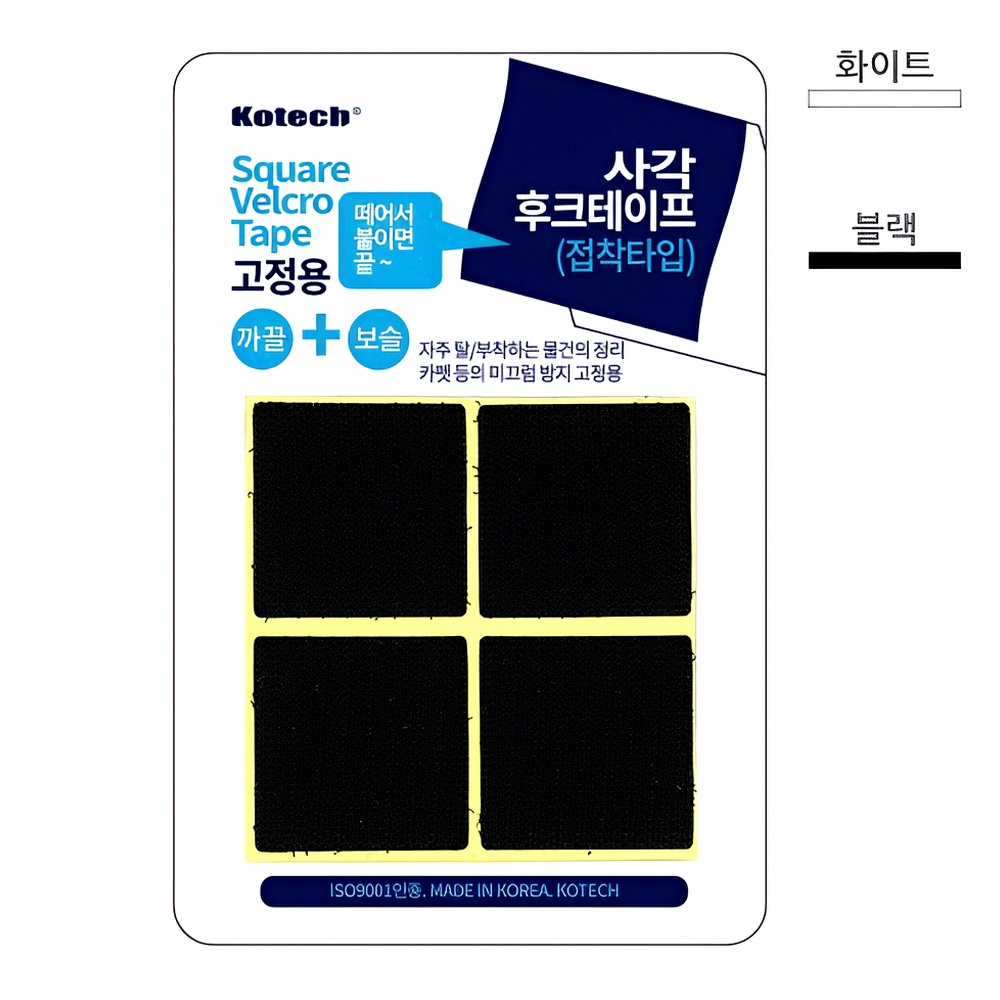 Kotech®
Square
Velcro
Tape
고정용
떼어서
붙이면
끝~
사각
후크테이프
(접착타입)
까끌 + 보슬
자주 탈/부착하는 물건의 정리
카펫 등의 미끄럼 방지 고정용
ISO9001인증. MADE IN KOREA. KOTECH
화이트
블랙